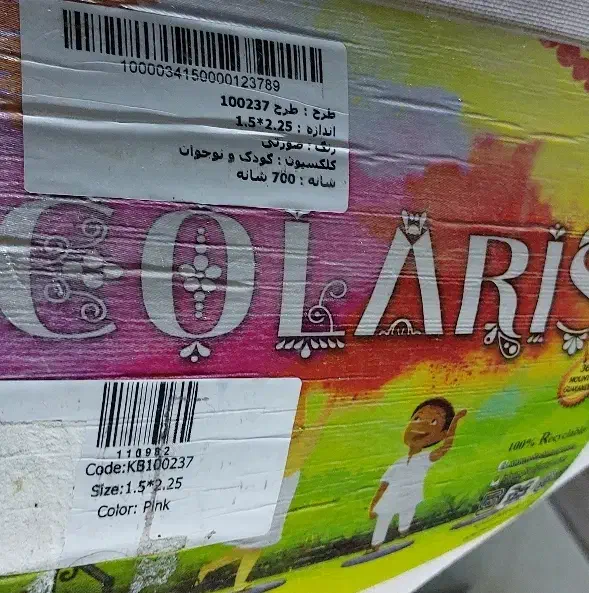 1000034150000123789
طرح : طرح 100237
اندازه : 2.25*1.5
رنگ : صورتی
کلکسیون : کودک و نوجوان
شانه : 700 شانه
COLARIS
110982
Code:KB100237
Size:1.5*2.25
Color: Pink
100% Recyclable